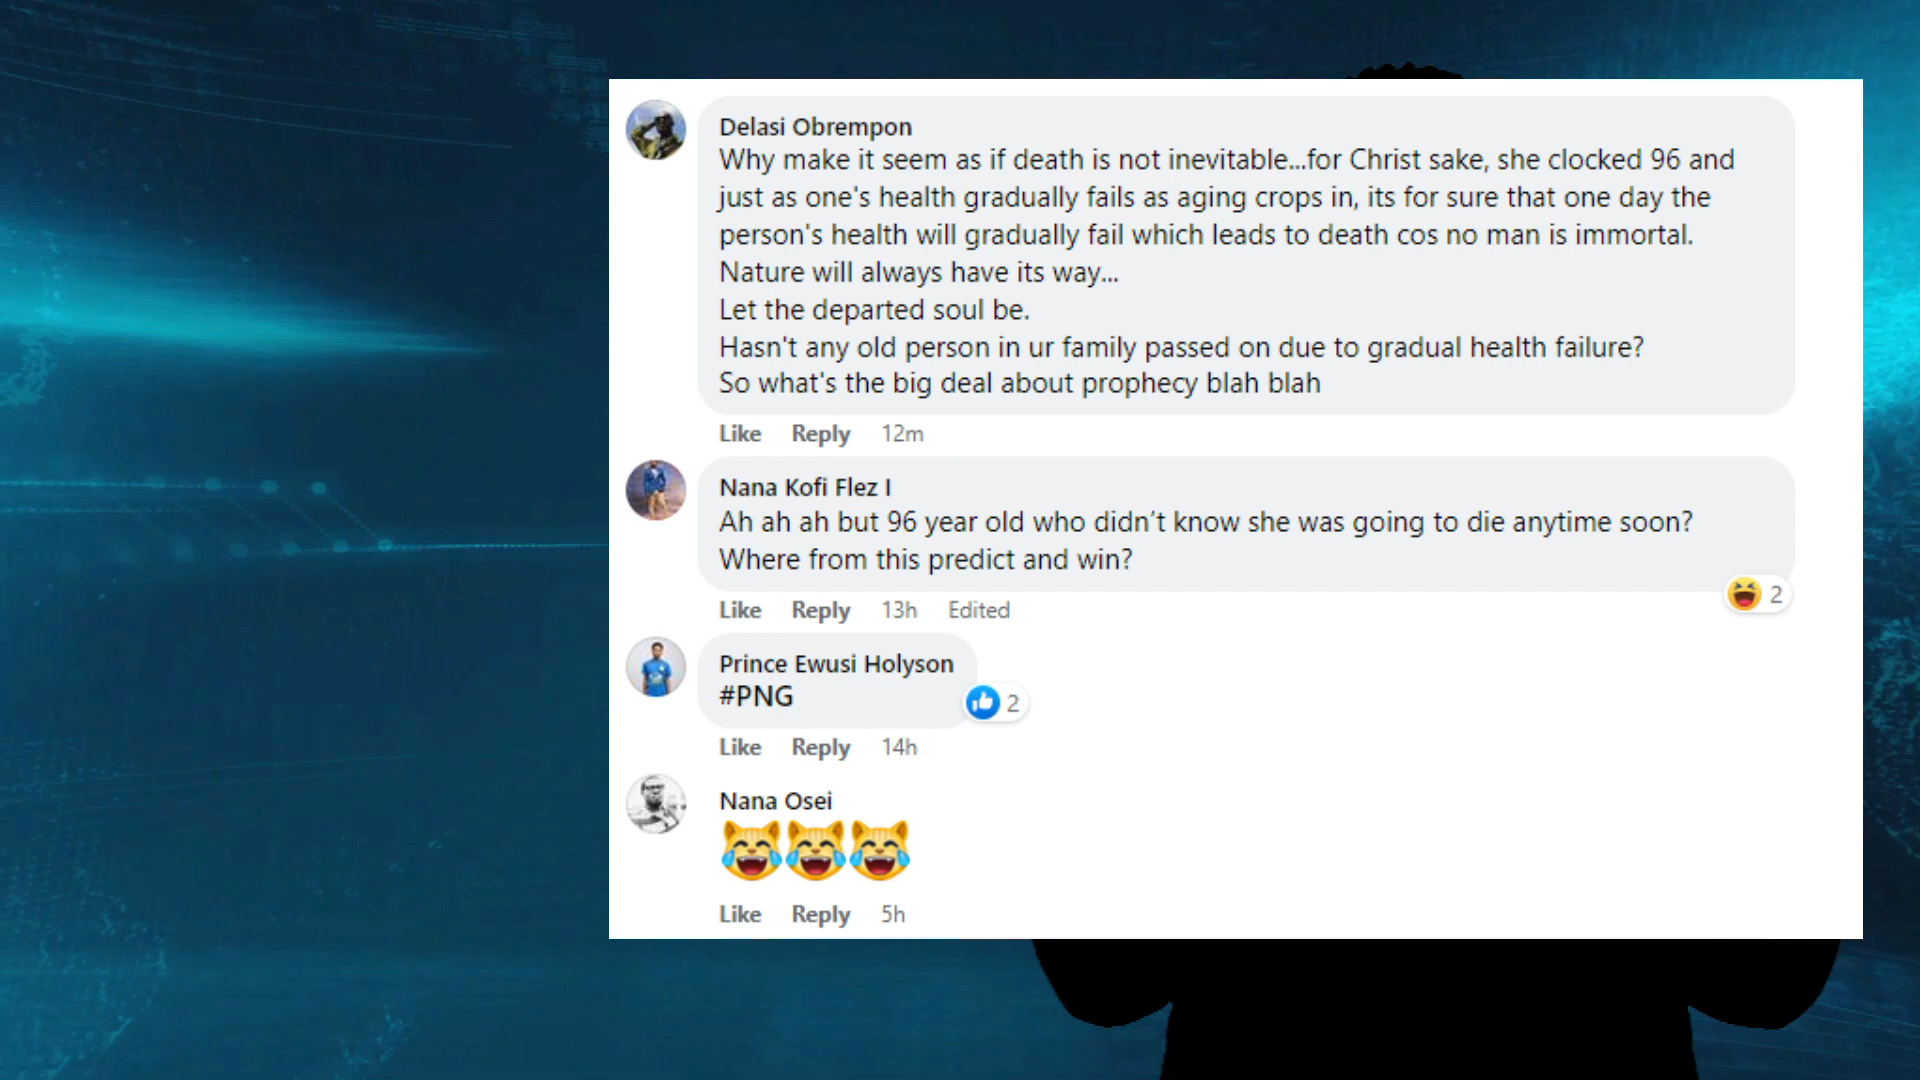 Delasi Obrempon
Why make it seem as if death is not inevitable...for Christ sake, she clocked 96 and
just as one's health gradually fails as aging crops in, its for sure that one day the
person's health will gradually fail which leads to death cos no man is immortal.
Nature will always have its way...
Let the departed soul be.
Hasn't any old person in ur family passed on due to gradual health failure?
So what's the big deal about prophecy blah blah
Like Reply 12m
Nana Kofi Flez I
Ah ah ah but 96 year old who didn’t know she was going to die anytime soon?
Where from this predict and win?
2
Like Reply 13h Edited
Prince Ewusi Holyson
#PNG
2
Like Reply 14h
Nana Osei
😹😹😹
Like Reply 5h